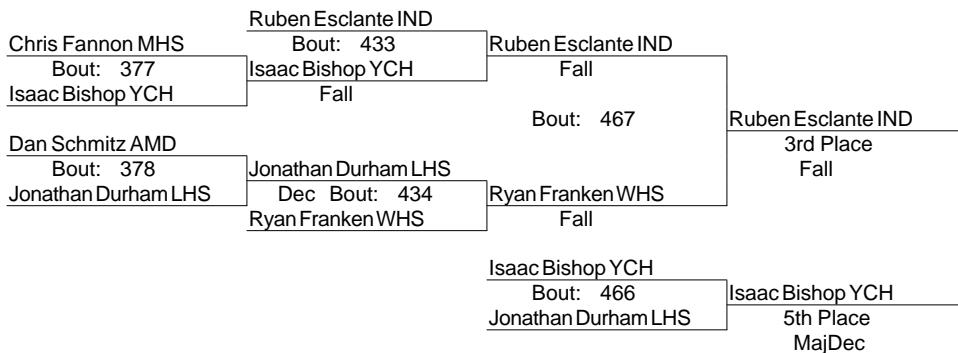 Ruben Esclante IND
Chris Fannon MHS
Bout: 433
Ruben Esclante IND
Bout: 377
Isaac Bishop YCH
Fall
Isaac Bishop YCH
Fall
Bout: 467
Ruben Esclante IND
Dan Schmitz AMD
3rd Place
Bout: 378
Jonathan Durham LHS
Fall
Jonathan Durham LHS
Dec Bout: 434
Ryan Franken WHS
Ryan Franken WHS
Fall
Isaac Bishop YCH
Bout: 466
Isaac Bishop YCH
Jonathan Durham LHS
5th Place
MajDec